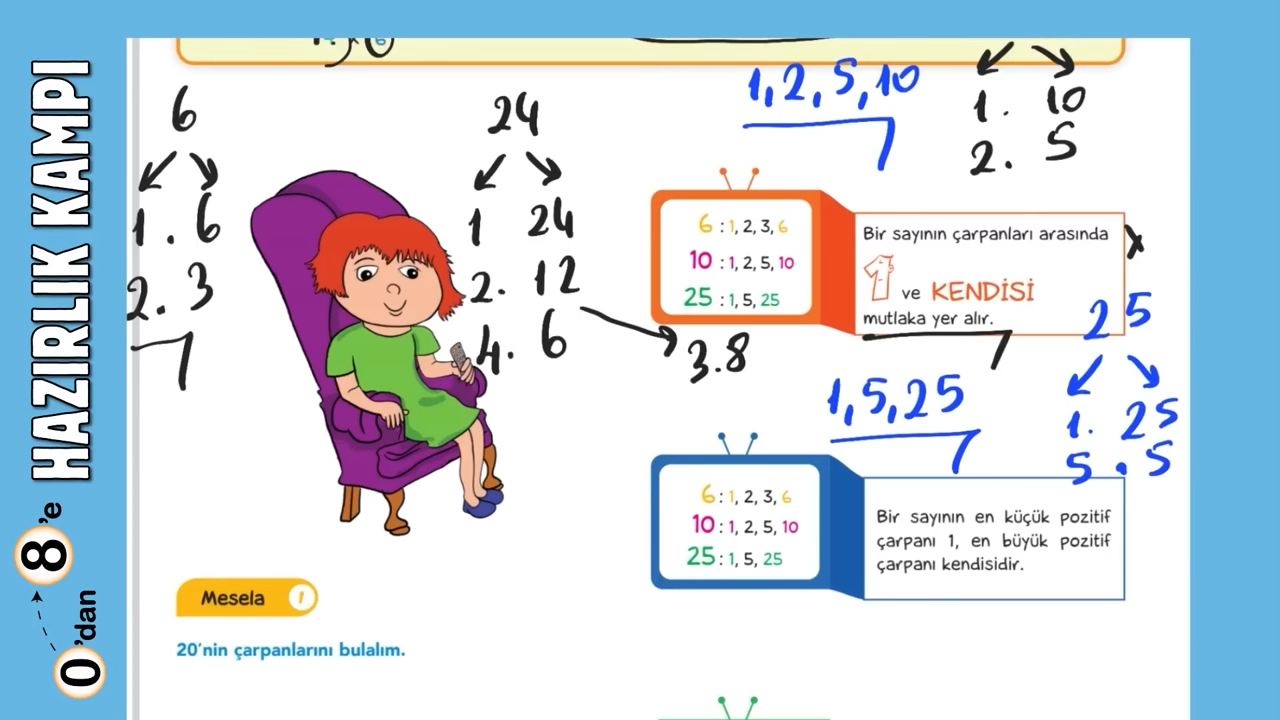 HAZIRLIK KAMPI
0'dan 8'e
6
1 . 6
2 . 3
24
1 24
2 . 12
4 . 6
3.8
1, 2, 5, 10
1 . 10
2 . 5
6 : 1, 2, 3, 6
10 : 1, 2, 5, 10
25 : 1, 5, 25
Bir sayının çarpanları arasında
1 ve KENDİSİ
mutlaka yer alır.
25
1 . 25
5 . 5
1, 5, 25
6 : 1, 2, 3, 6
10 : 1, 2, 5, 10
25 : 1, 5, 25
Bir sayının en küçük pozitif
çarpanı 1, en büyük pozitif
çarpanı kendisidir.
Mesela 1
20'nin çarpanlarını bulalım.